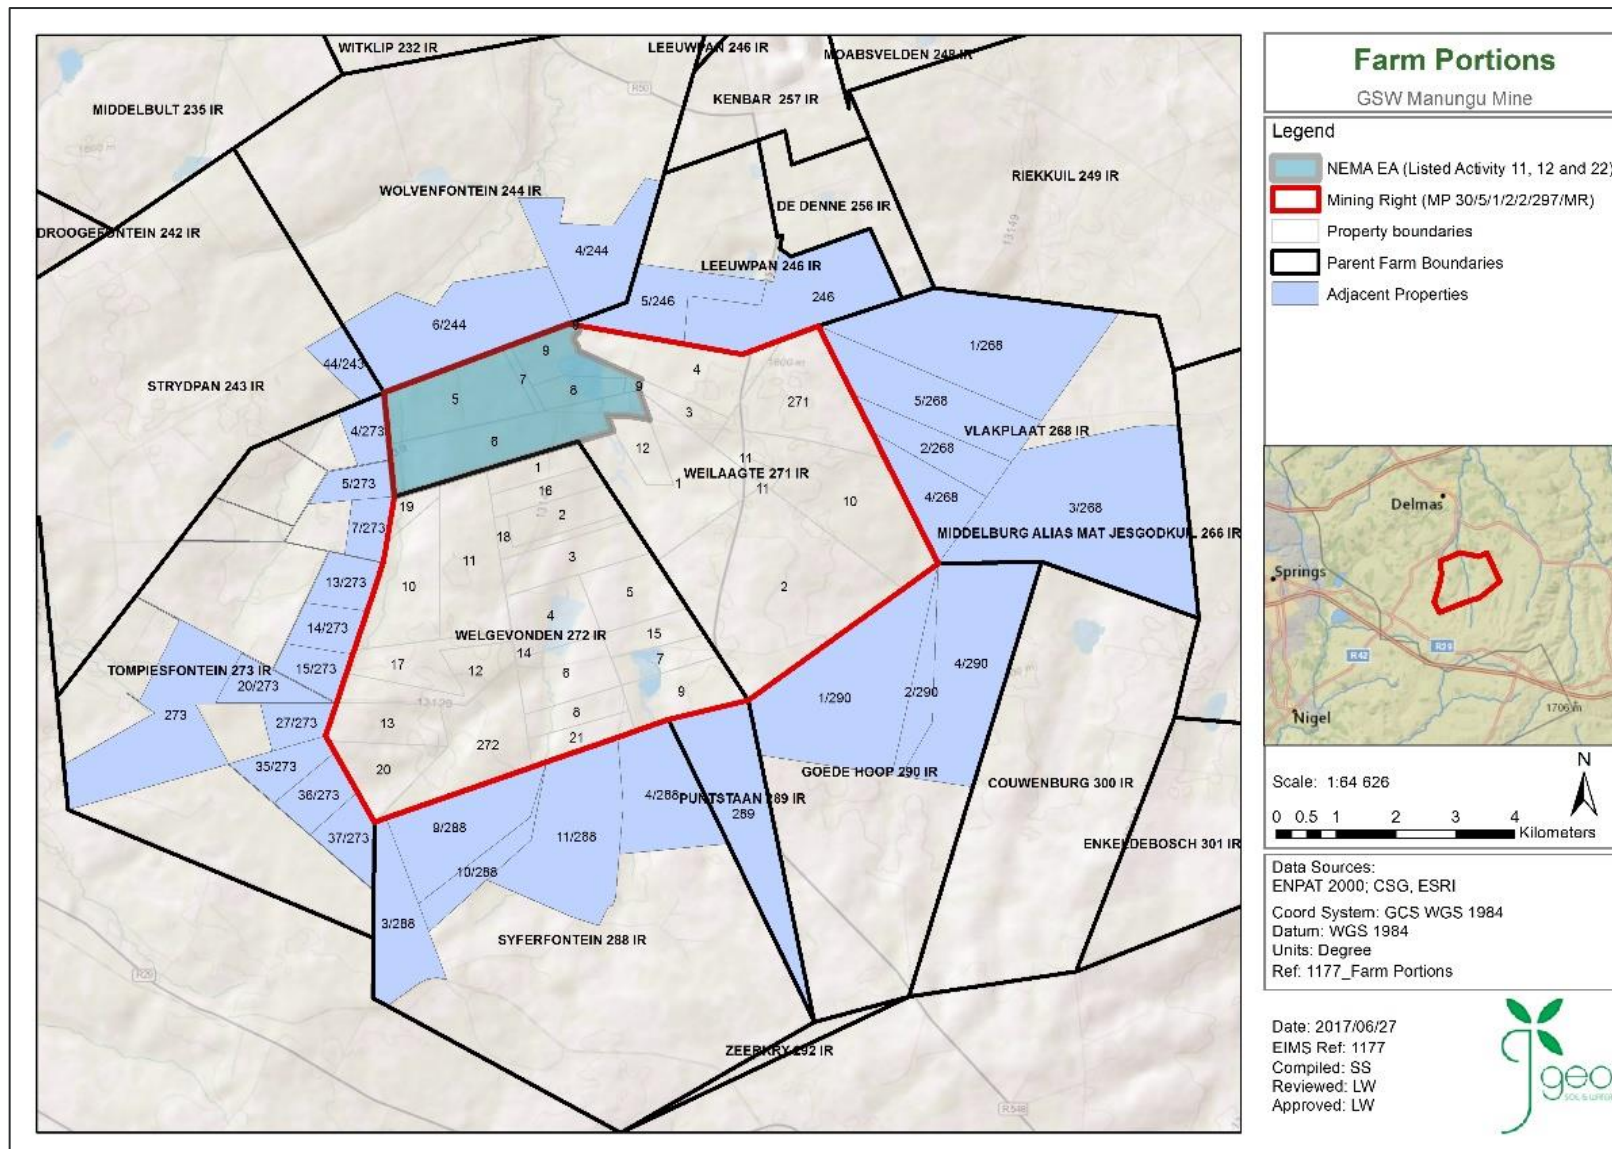 WITKLIP 232 IR
LEEUWPAN 246 IR
MOABSVELDEN 248 IR
R50
MIDDELBULT 235 IR
KENBAR 257 IR
RIEKKUIL 249 IR
WOLVENFONTEIN 244 IR
DE DENNE 256 IR
DROOGEFONTEIN 242 IR
4/244
LEEUWPAN 246 IR
5/246
246
6/244
44/243
STRYDPAN 243 IR
1/268
5/268
VLAKPLAAT 268 IR
2/268
4/268
3/268
MIDDELBURG ALIAS MAT JESGODKUIL 266 IR
9
7
5
8
9
6
4
271
3
12
WEILAAGTE 271 IR
11
11
1
10
2
4/273
5/273
7/273
19
1
16
2
18
3
11
10
5
4
WELGEVONDEN 272 IR
15
14
7
17
12
6
9
8
21
13
272
20
13/273
14/273
15/273
TOMPIESFONTEIN 273 IR
20/273
273
27/273
35/273
36/273
37/273
1/290
2/290
4/290
GOEDE HOOP 290 IR
COUWENBURG 300 IR
ENKELDEBOSCH 301 IR
4/288
PUNTSTAAN 289 IR
289
9/288
11/288
10/288
3/288
SYFERFONTEIN 288 IR
R29
R548
ZEERKRY 292 IR
Farm Portions
GSW Manungu Mine
Legend
NEMA EA (Listed Activity 11, 12 and 22)
Mining Right (MP 30/5/1/2/2/297/MR)
Property boundaries
Parent Farm Boundaries
Adjacent Properties
Delmas
Springs
R42
R29
Nigel
1706 m
N
Scale: 1:64 626
0 0.5 1 2 3 4
Kilometers
Data Sources:
ENPAT 2000; CSG, ESRI
Coord System: GCS WGS 1984
Datum: WGS 1984
Units: Degree
Ref: 1177_Farm Portions
Date: 2017/06/27
EIMS Ref: 1177
Compiled: SS
Reviewed: LW
Approved: LW
geo